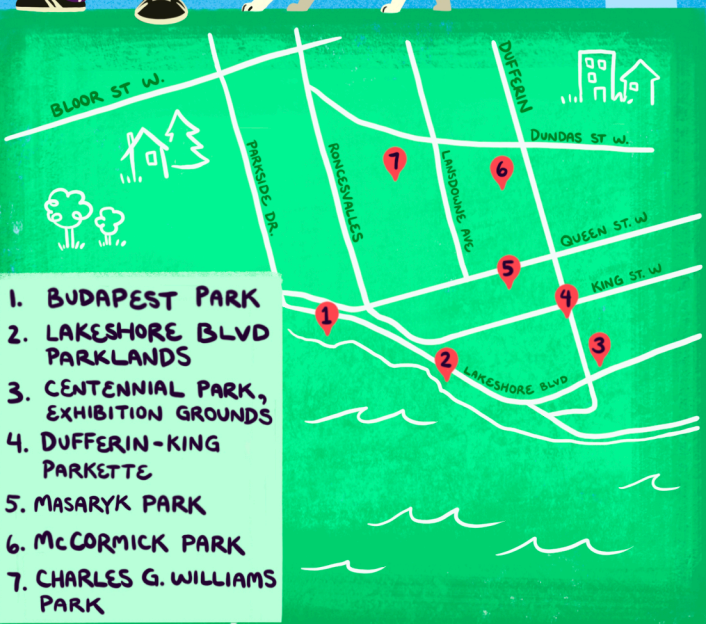 BLOOR ST W.
DUFFERIN
DUNDAS ST W.
PARKSIDE DR.
RONCESVALLES
LANSDOWNE AVE.
7
6
QUEEN ST. W
5
KING ST. W
4
1
3
2
LAKESHORE BLVD
1. BUDAPEST PARK
2. LAKESHORE BLVD
PARKLANDS
3. CENTENNIAL PARK,
EXHIBITION GROUNDS
4. DUFFERIN-KING
PARKETTE
5. MASARYK PARK
6. McCORMICK PARK
7. CHARLES G. WILLIAMS
PARK